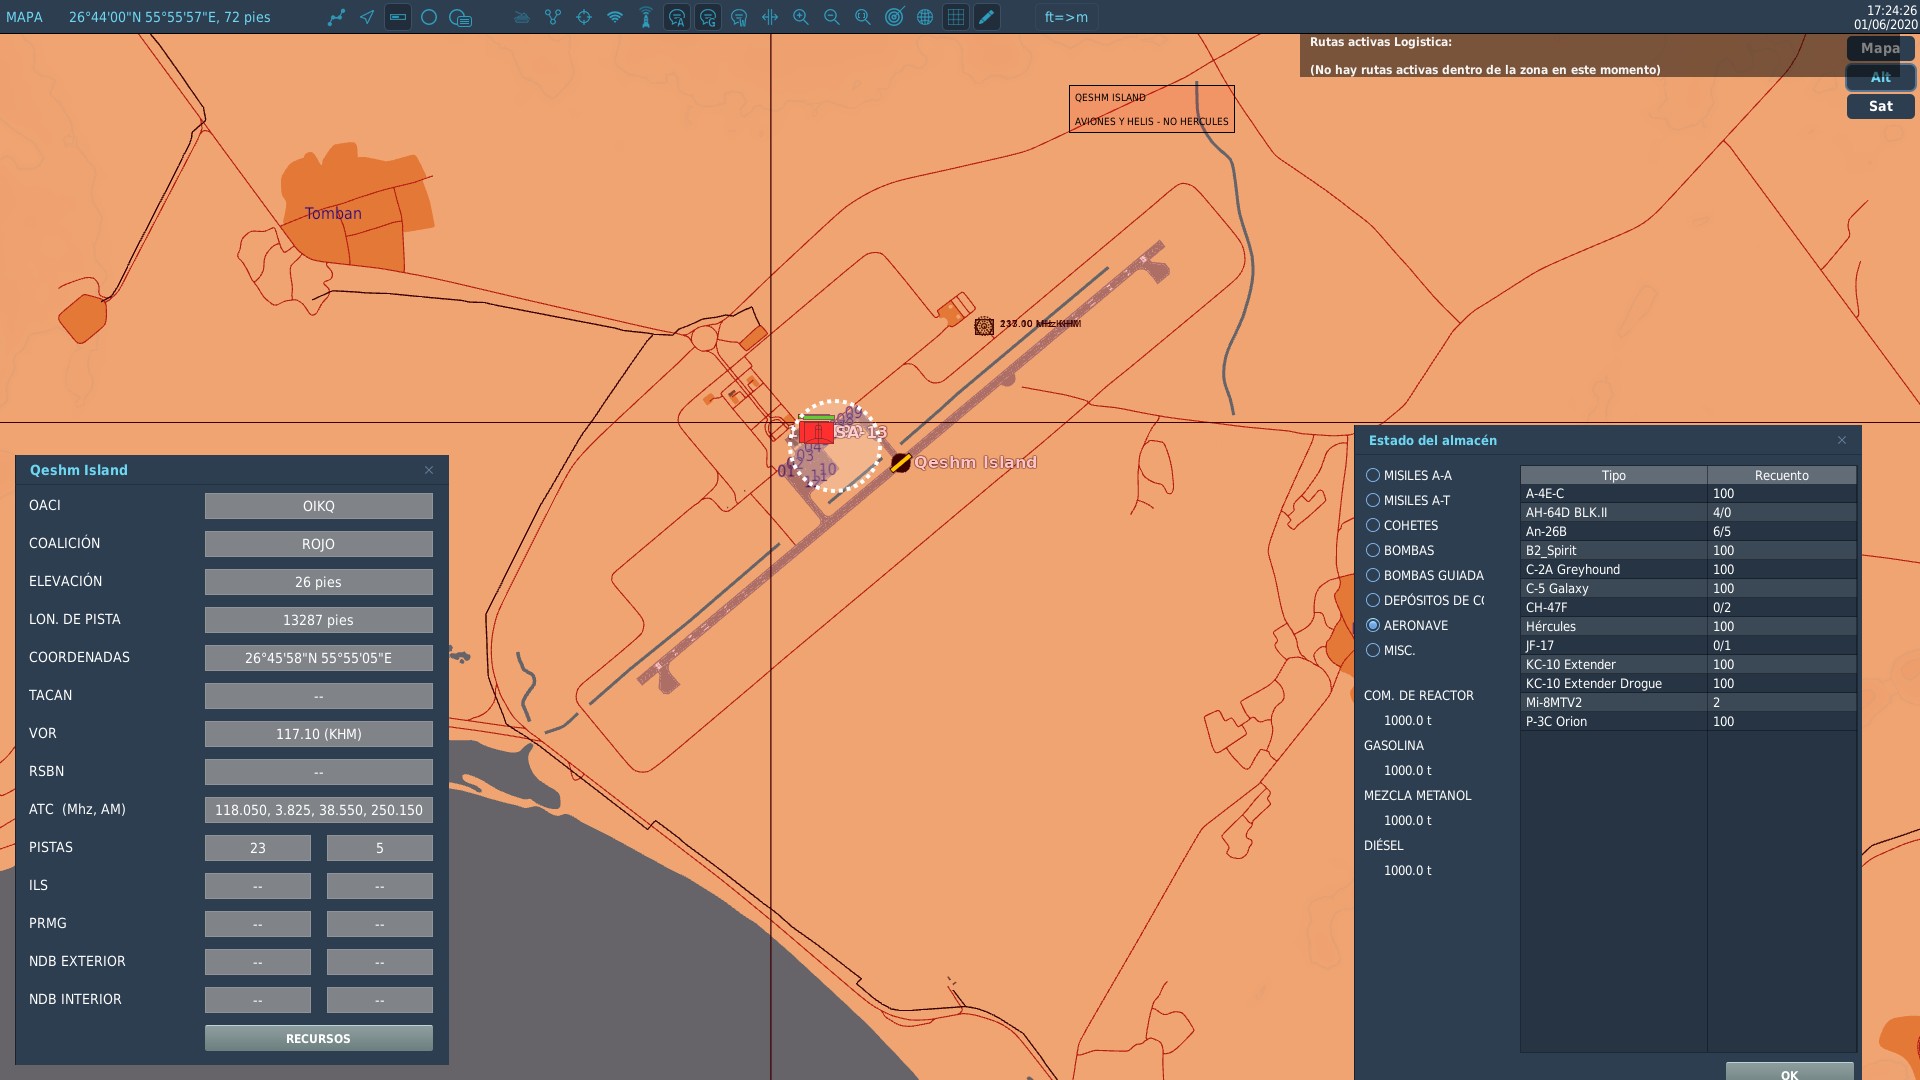 MAPA 26°44'00"N 55°55'57"E, 72 pies ft=>m 17:24:26
01/06/2020
Rutas activas Logistica:
(No hay rutas activas dentro de la zona en este momento)
Mapa
Alt
Sat
QESHM ISLAND
AVIONES Y HELIS - NO HERCULES
Tomban
KHM
09
08
SA-13
04
03
01
10
11
Qeshm Island
Qeshm Island
OACI OIKQ
COALICIÓN ROJO
ELEVACIÓN 26 pies
LON. DE PISTA 13287 pies
COORDENADAS 26°45'58"N 55°55'05"E
TACAN --
VOR 117.10 (KHM)
RSBN --
ATC (Mhz, AM) 118.050, 3.825, 38.550, 250.150
PISTAS 23 5
ILS -- --
PRMG -- --
NDB EXTERIOR -- --
NDB INTERIOR -- --
RECURSOS
Estado del almacén
MISILES A-A
MISILES A-T
COHETES
BOMBAS
BOMBAS GUIADA
DEPÓSITOS DE
AERONAVE
MISC.
COM. DE REACTOR
1000.0 t
GASOLINA
1000.0 t
MEZCLA METANOL
1000.0 t
DIÉSEL
1000.0 t
Tipo Recuento
A-4E-C 100
AH-64D BLK.II 4/0
An-26B 6/5
B2_Spirit 100
C-2A Greyhound 100
C-5 Galaxy 100
CH-47F 0/2
Hércules 100
JF-17 0/1
KC-10 Extender 100
KC-10 Extender Drogue 100
Mi-8MTV2 2
P-3C Orion 100
OK